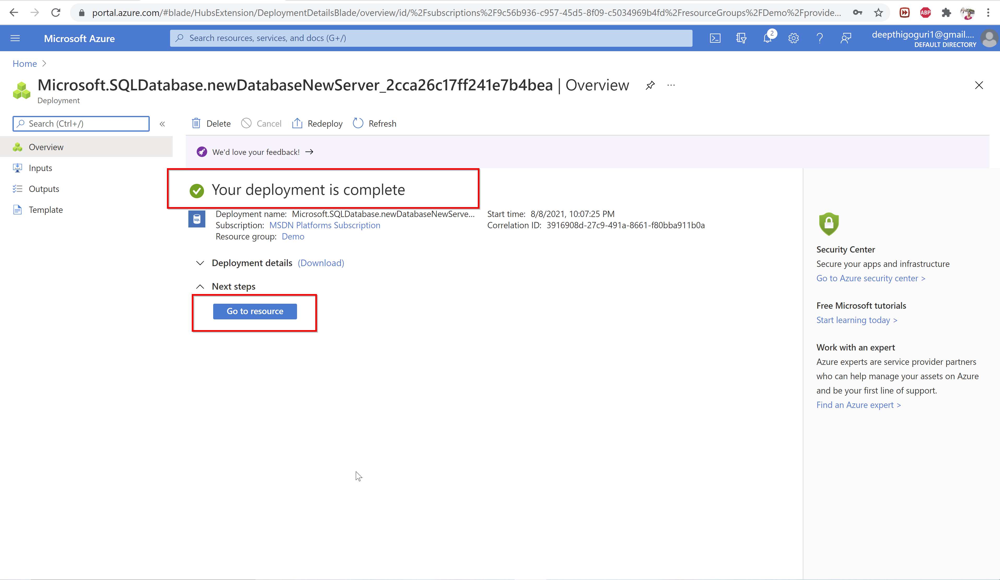 portal.azure.com/#blade/HubsExtension/DeploymentDetailsBlade/overview/id/%2Fsubscriptions%2F9c56b936-c957-45d5-8f09-c5034969b4fd%2FresourceGroups%2FDemo%2Fprovide...
ABP
Microsoft Azure
Search resources, services, and docs (G+/)
2
deepthigoguri1@gmail....
DEFAULT DIRECTORY
Home >
Microsoft.SQLDatabase.newDatabaseNewServer_2cca26c17ff241e7b4bea | Overview
Deployment
Search (Ctrl+/)
«
Delete
Cancel
Redeploy
Refresh
Overview
Inputs
Outputs
Template
We'd love your feedback! →
Your deployment is complete
SQL
Deployment name: Microsoft.SQLDatabase.newDatabaseNewServe...
Subscription: MSDN Platforms Subscription
Resource group: Demo
Start time: 8/8/2021, 10:07:25 PM
Correlation ID: 3916908d-27c9-491a-8661-f80bba911b0a
Deployment details (Download)
Next steps
Go to resource
Security Center
Secure your apps and infrastructure
Go to Azure security center >
Free Microsoft tutorials
Start learning today >
Work with an expert
Azure experts are service provider partners
who can help manage your assets on Azure
and be your first line of support.
Find an Azure expert >